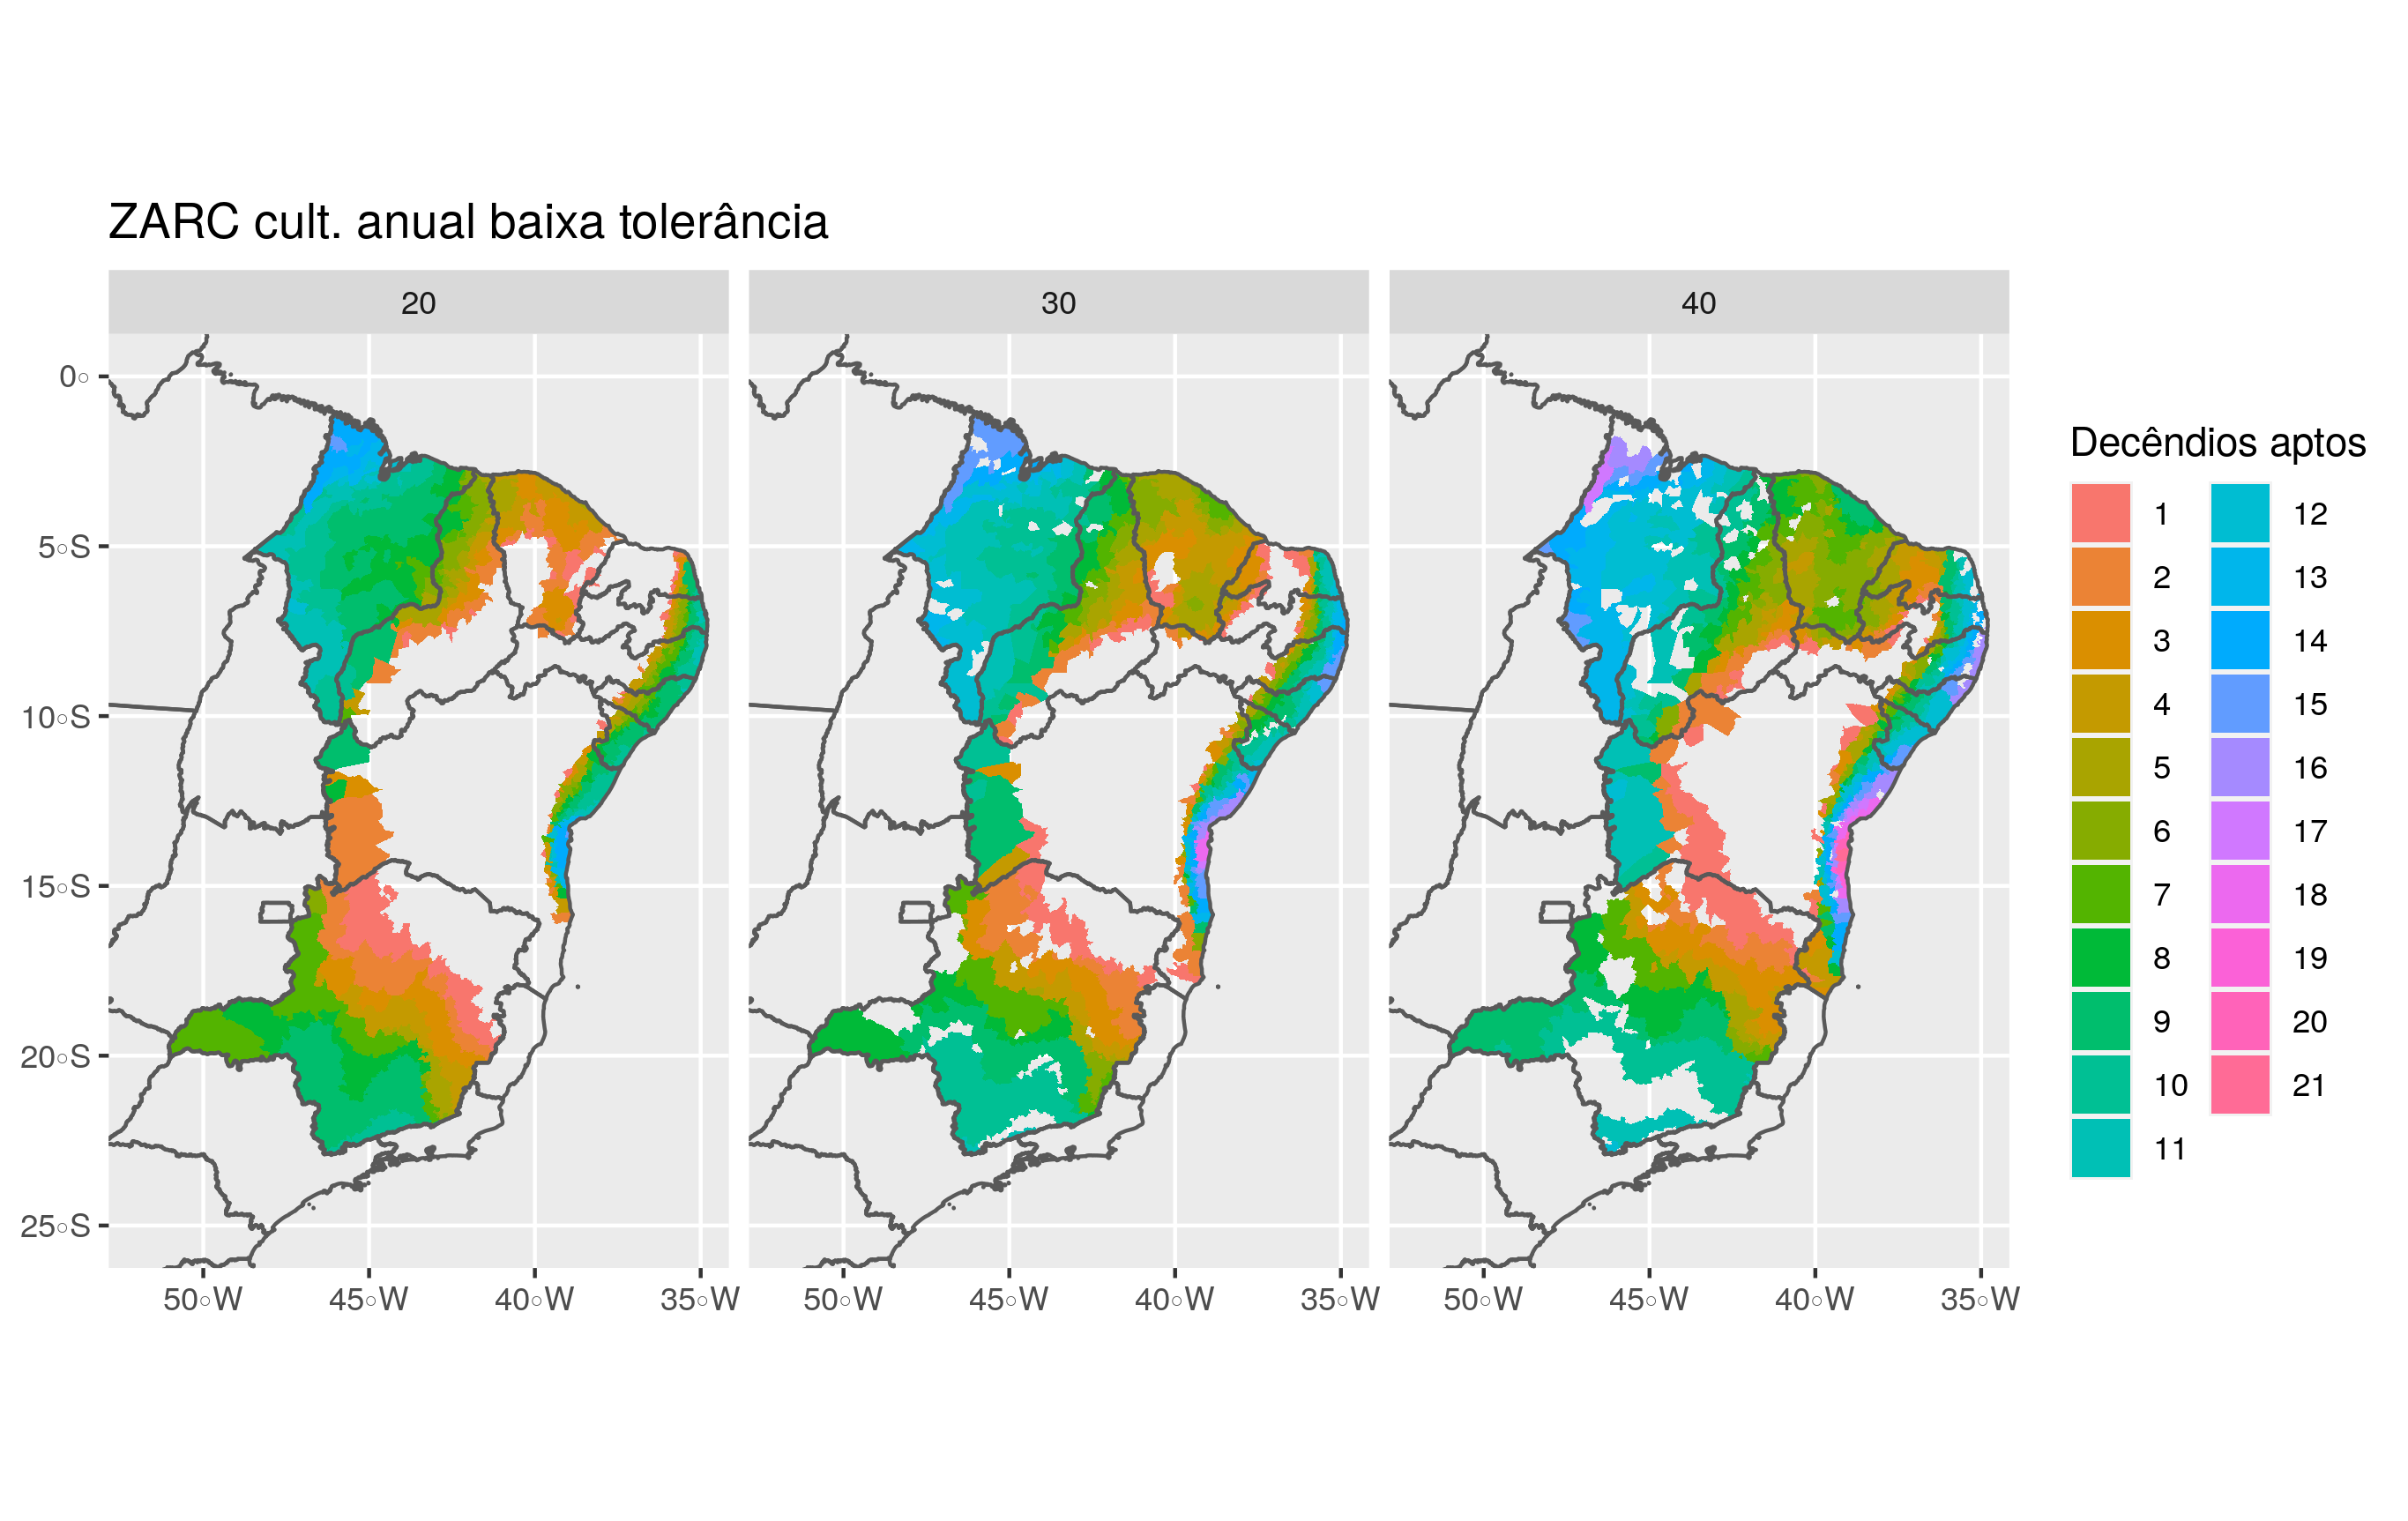 ZARC cult. anual baixa tolerância
20
30
40
0◦
5◦S
10◦S
15◦S
20◦S
25◦S
50◦W
45◦W
40◦W
35◦W
50◦W
45◦W
40◦W
35◦W
50◦W
45◦W
40◦W
35◦W
Decêndios aptos
1
2
3
4
5
6
7
8
9
10
11
12
13
14
15
16
17
18
19
20
21